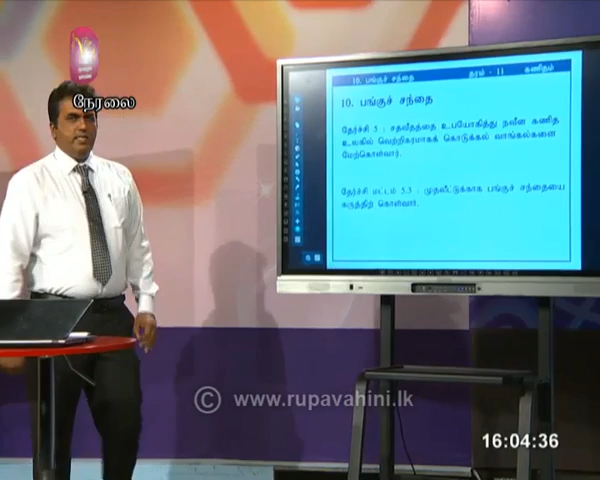 நேரலை
10. பங்குச் சந்தை தரம் - 11 கணிதம்
10. பங்குச் சந்தை
தேர்ச்சி 5 : சதவீதத்தை உபயோகித்து நவீன கணித
உலகில் வெற்றிகரமாகக் கொடுக்கல் வாங்கல்களை
மேற்கொள்வார்.
தேர்ச்சி மட்டம் 5.3 : முதலீட்டுக்காக பங்குச் சந்தையை
கருத்திற் கொள்வார்.
© www.rupavahini.lk
16:04:36